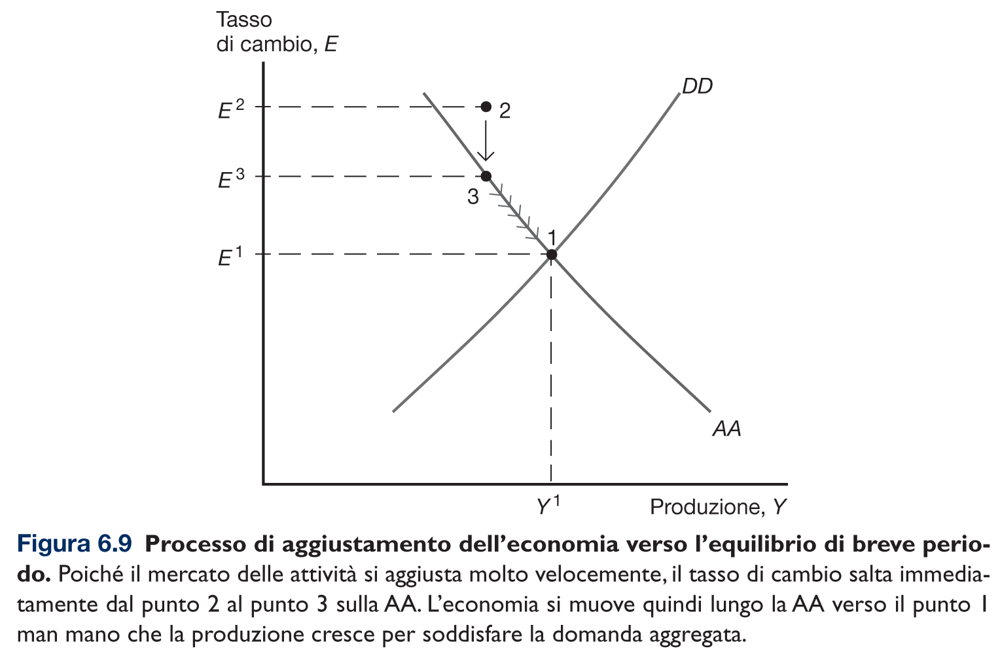 Tasso
di cambio, E
DD
E²
2
E³
3
1
E¹
AA
Y¹
Produzione, Y
Figura 6.9 Processo di aggiustamento dell’economia verso l’equilibrio di breve perio-
do. Poiché il mercato delle attività si aggiusta molto velocemente, il tasso di cambio salta immedia-
tamente dal punto 2 al punto 3 sulla AA. L’economia si muove quindi lungo la AA verso il punto 1
man mano che la produzione cresce per soddisfare la domanda aggregata.